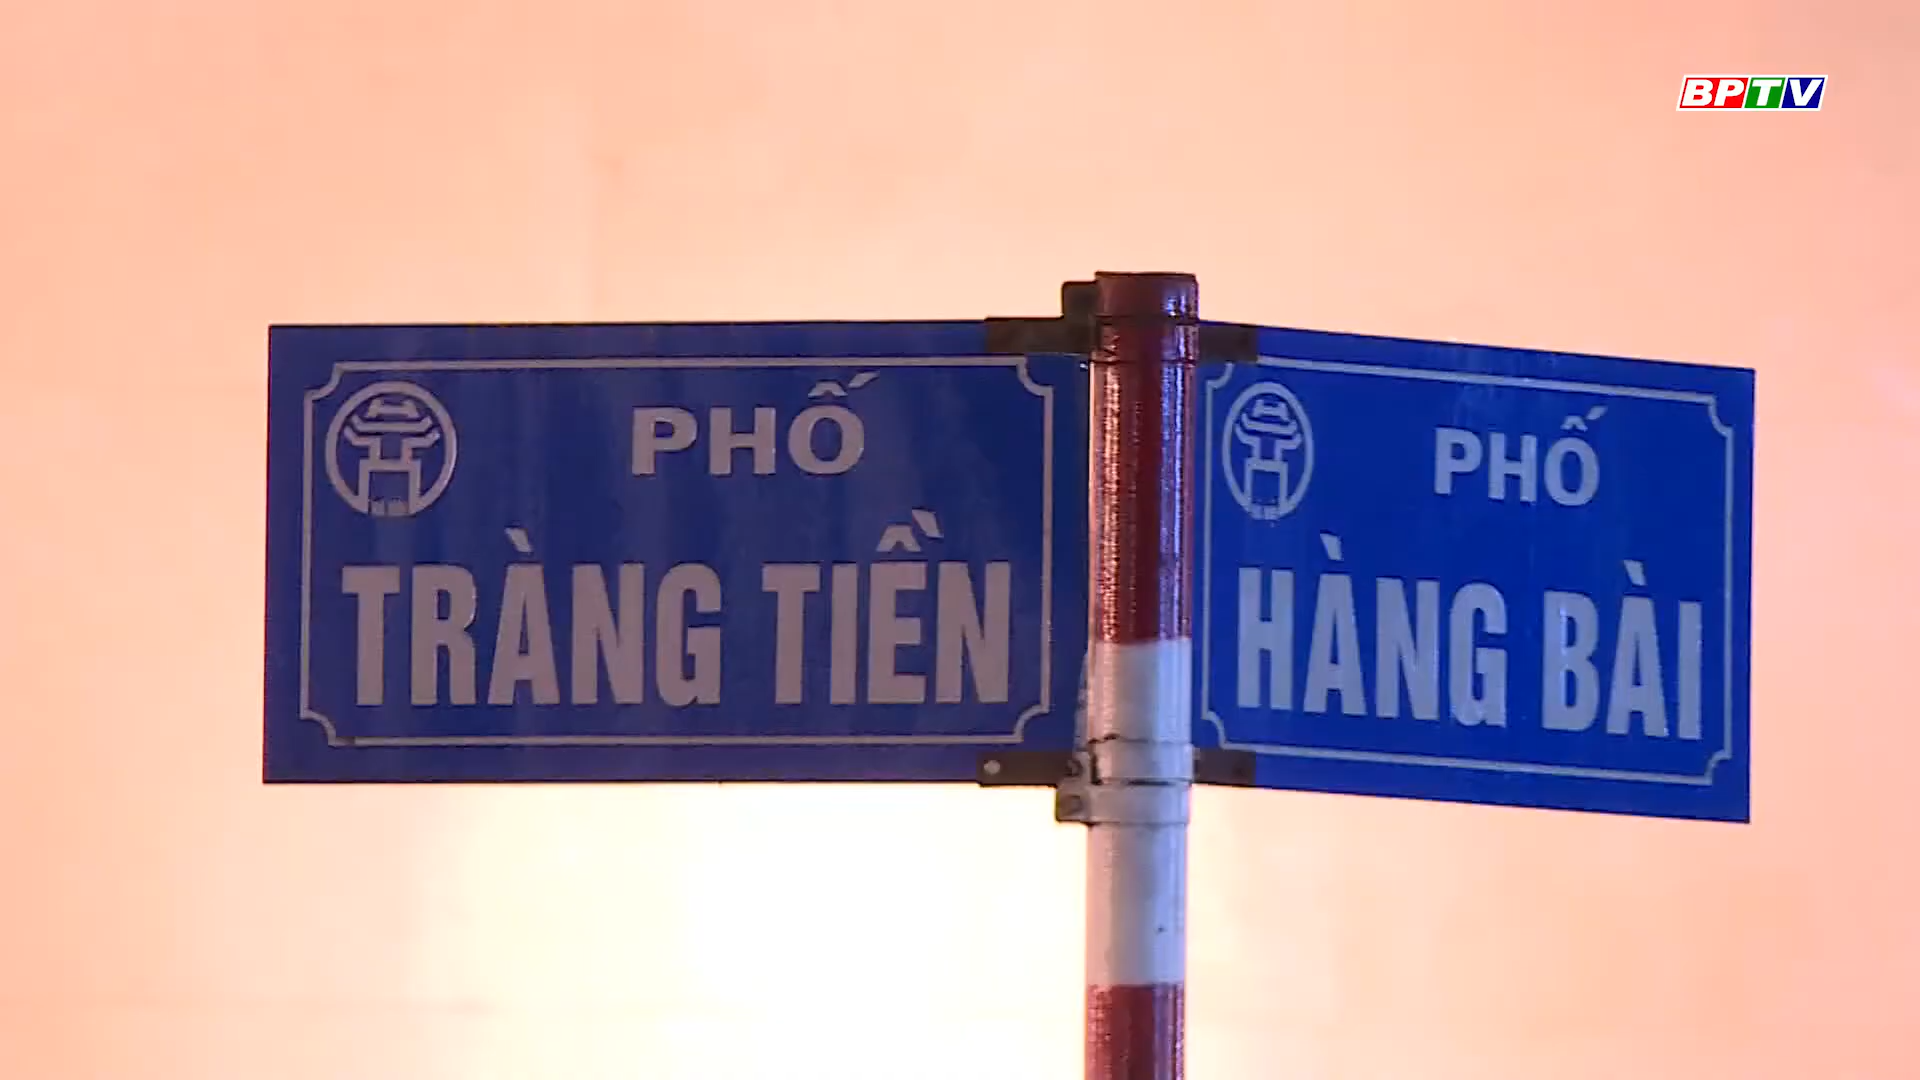 BPTV
PHỐ
TRÀNG TIỀN
PHỐ
HÀNG BÀI